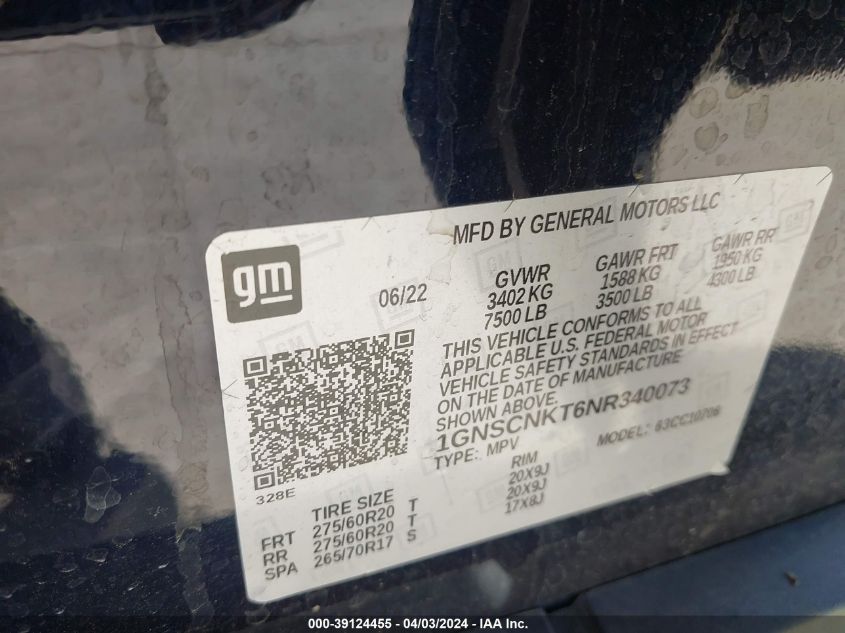 MFD BY GENERAL MOTORS LLC
gm
06/22
GVWR GAWR FRT GAWR RR
3402 KG 1588 KG 1950 KG
7500 LB 3500 LB 4300 LB
THIS VEHICLE CONFORMS TO ALL
APPLICABLE U.S. FEDERAL MOTOR
VEHICLE SAFETY STANDARDS IN EFFECT
ON THE DATE OF MANUFACTURE
SHOWN ABOVE.
1GNSCNKT6NR340073
TYPE: MPV MODEL: 83CC10706
328E
TIRE SIZE RIM
FRT 275/60R20 T 20X9J
RR 275/60R20 T 20X9J
SPA 265/70R17 S 17X8J
000-39124455 - 04/03/2024 - IAA Inc.